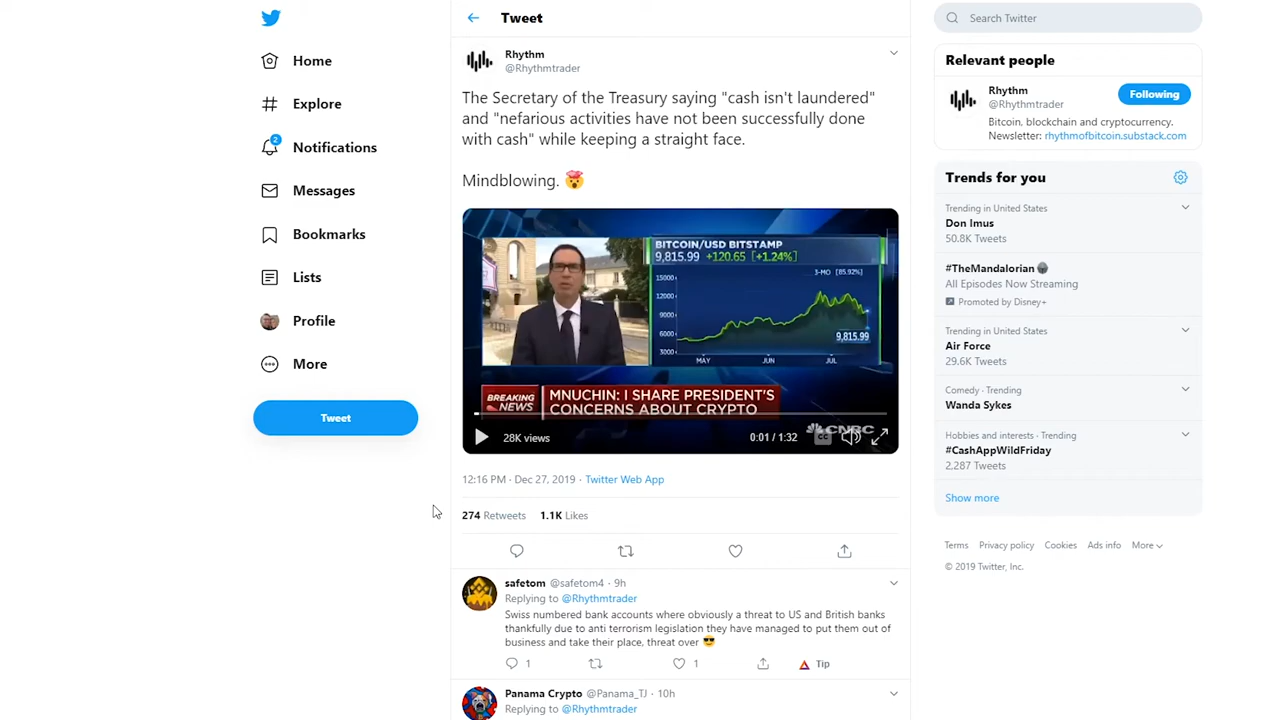 Home
Explore
2
Notifications
Messages
Bookmarks
Lists
Profile
More
Tweet
Tweet
Rhythm
@Rhythmtrader
The Secretary of the Treasury saying "cash isn't laundered"
and "nefarious activities have not been successfully done
with cash" while keeping a straight face.
Mindblowing. 🤯
BITCOIN/USD BITSTAMP
9,815.99 +120.65 [+1.24%]
3-MO [85.92%]
15000
12000
9000
6000
3000
9,815.99
MAY JUN JUL
BREAKING
NEWS
MNUCHIN: I SHARE PRESIDENT'S
CONCERNS ABOUT CRYPTO
CNBC
28K views
0:01 / 1:32
CC
12:16 PM · Dec 27, 2019 · Twitter Web App
274 Retweets 1.1K Likes
safetom @safetom4 · 9h
Replying to @Rhythmtrader
Swiss numbered bank accounts where obviously a threat to US and British banks
thankfully due to anti terrorism legislation they have managed to put them out of
business and take their place, threat over 😎
1
1
Tip
Panama Crypto @Panama_TJ · 10h
Replying to @Rhythmtrader
Search Twitter
Relevant people
Rhythm
@Rhythmtrader
Following
Bitcoin, blockchain and cryptocurrency.
Newsletter: rhythmofbitcoin.substack.com
Trends for you
Trending in United States
Don Imus
50.8K Tweets
#TheMandalorian
All Episodes Now Streaming
Promoted by Disney+
Trending in United States
Air Force
29.6K Tweets
Comedy · Trending
Wanda Sykes
Hobbies and interests · Trending
#CashAppWildFriday
2,287 Tweets
Show more
Terms Privacy policy Cookies Ads info More
© 2019 Twitter, Inc.